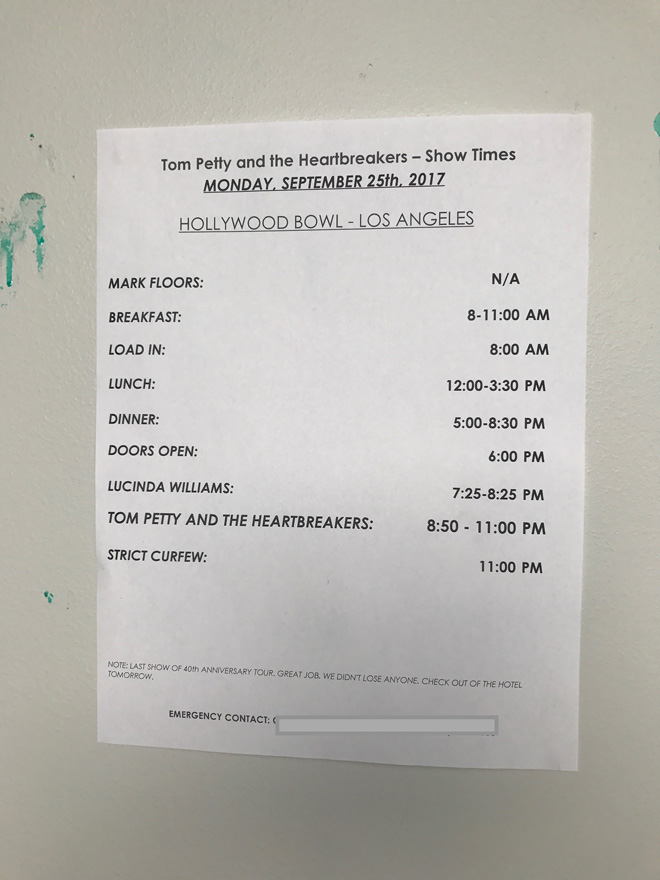 Tom Petty and the Heartbreakers – Show Times
MONDAY, SEPTEMBER 25th, 2017
HOLLYWOOD BOWL - LOS ANGELES
MARK FLOORS: N/A
BREAKFAST: 8-11:00 AM
LOAD IN: 8:00 AM
LUNCH: 12:00-3:30 PM
DINNER: 5:00-8:30 PM
DOORS OPEN: 6:00 PM
LUCINDA WILLIAMS: 7:25-8:25 PM
TOM PETTY AND THE HEARTBREAKERS: 8:50 - 11:00 PM
STRICT CURFEW: 11:00 PM
NOTE: LAST SHOW OF 40th ANNIVERSARY TOUR. GREAT JOB. WE DIDN'T LOSE ANYONE. CHECK OUT OF THE HOTEL
TOMORROW.
EMERGENCY CONTACT: